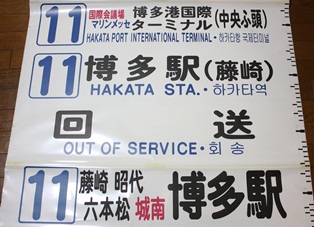 11 国際会議場 マリンメッセ 博多港国際ターミナル (中央ふ頭)
HAKATA PORT INTERNATIONAL TERMINAL・하카타항 국제터미널
11 博多駅(藤崎)
HAKATA STA.・하카타역
回送
OUT OF SERVICE・회송
11 藤崎 昭代 六本松 城南 博多駅